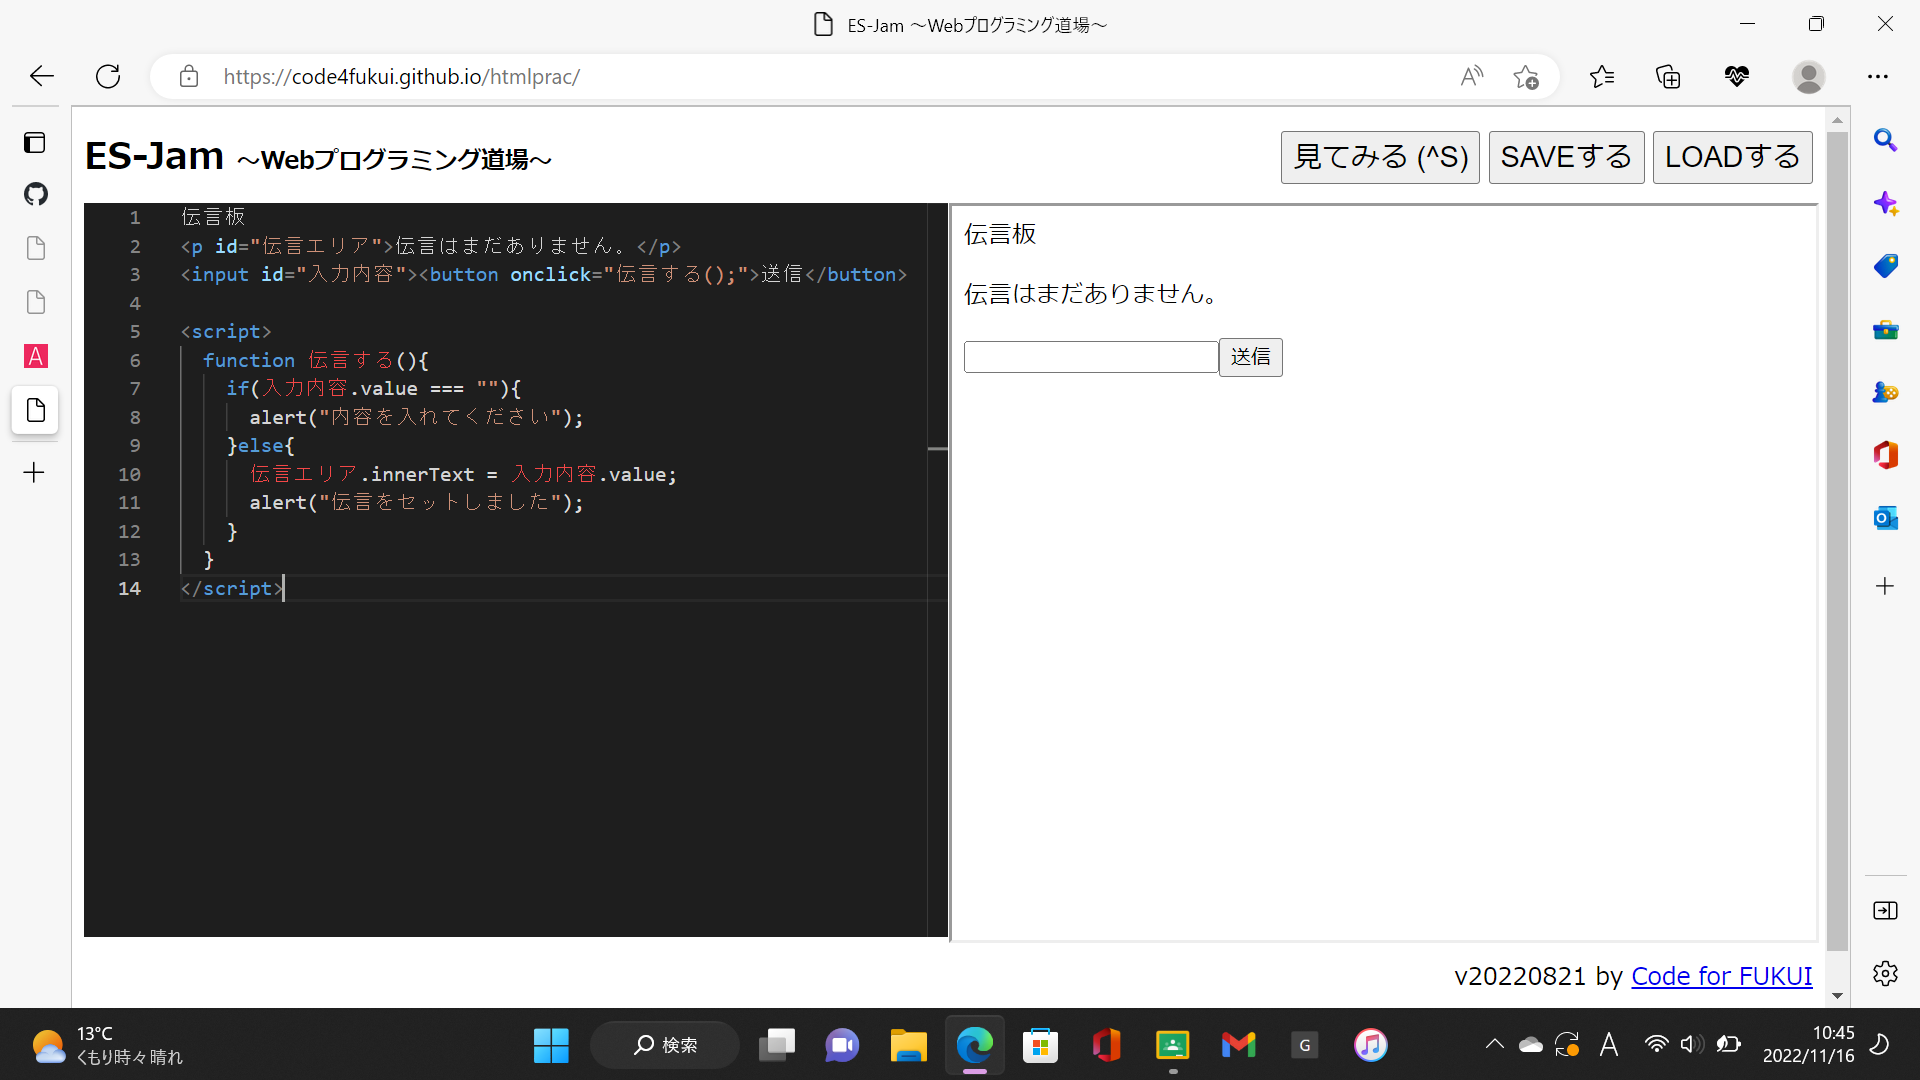 ES-Jam ～Webプログラミング道場～
https://code4fukui.github.io/htmlprac/
ES-Jam ～Webプログラミング道場～
見てみる (^S)
SAVEする
LOADする
1 伝言板
2 <p id="伝言エリア">伝言はまだありません。</p>
3 <input id="入力内容"><button onclick="伝言する();">送信</button>
4
5 <script>
6 function 伝言する(){
7 if(入力内容.value === ""){
8 alert("内容を入れてください");
9 }else{
10 伝言エリア.innerText = 入力内容.value;
11 alert("伝言をセットしました");
12 }
13 }
14 </script>
伝言板
伝言はまだありません。
送信
v20220821 by Code for FUKUI
13°C
くもり時々晴れ
検索
G
A
10:45
2022/11/16